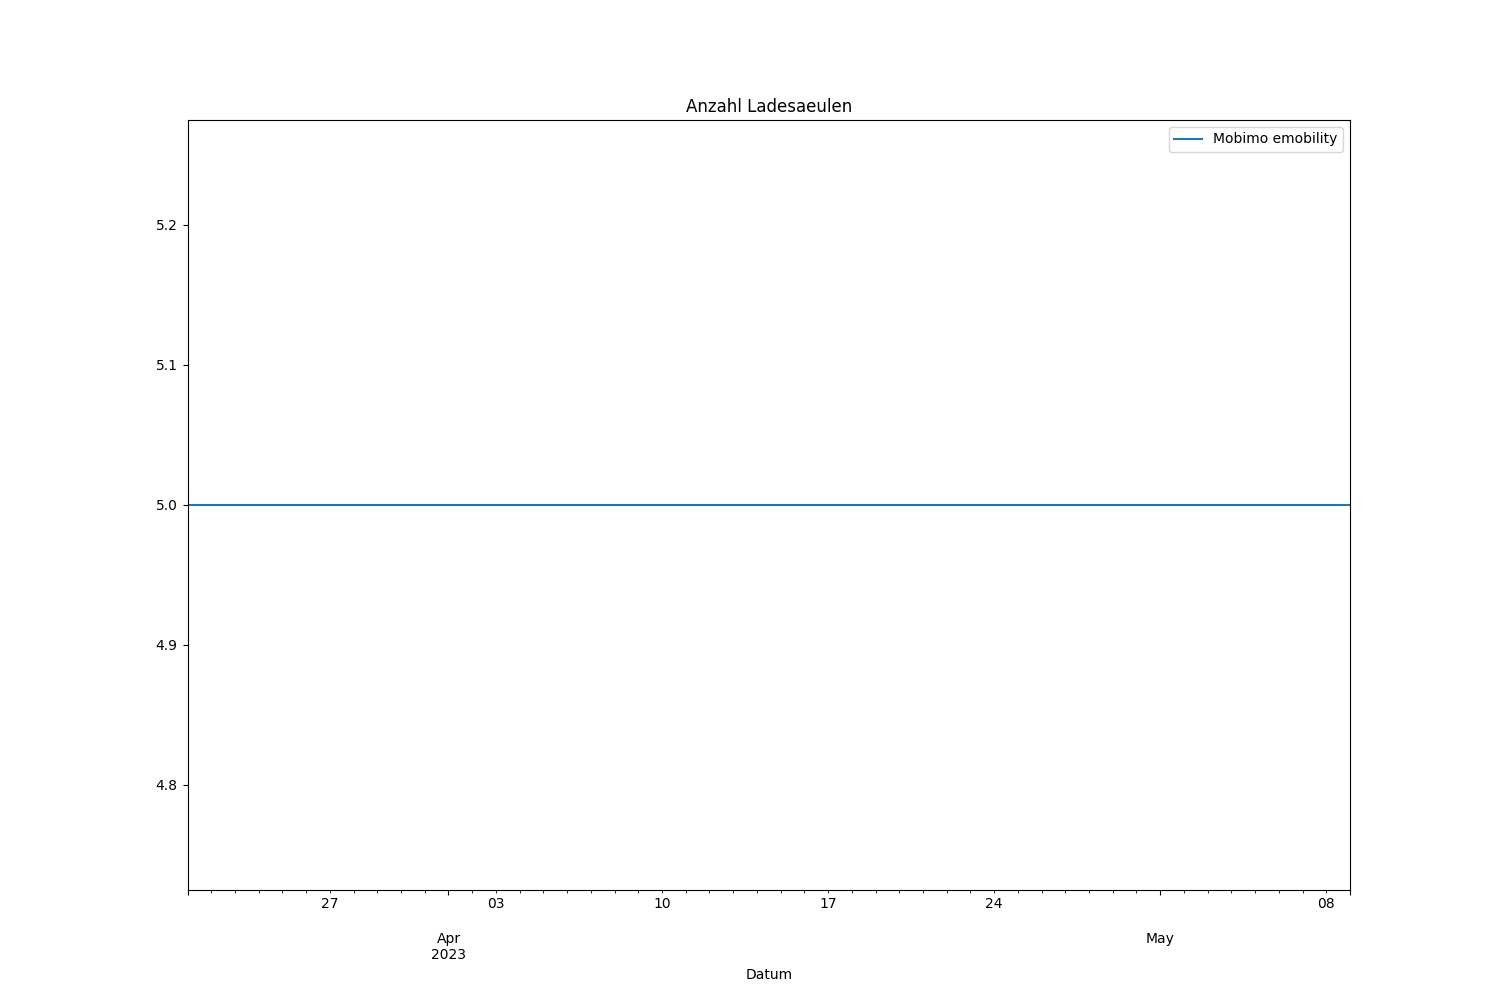 Anzahl Ladesaeulen
Mobimo emobility
5.2
5.1
5.0
4.9
4.8
27 03 10 17 24 08
Apr May
2023
Datum